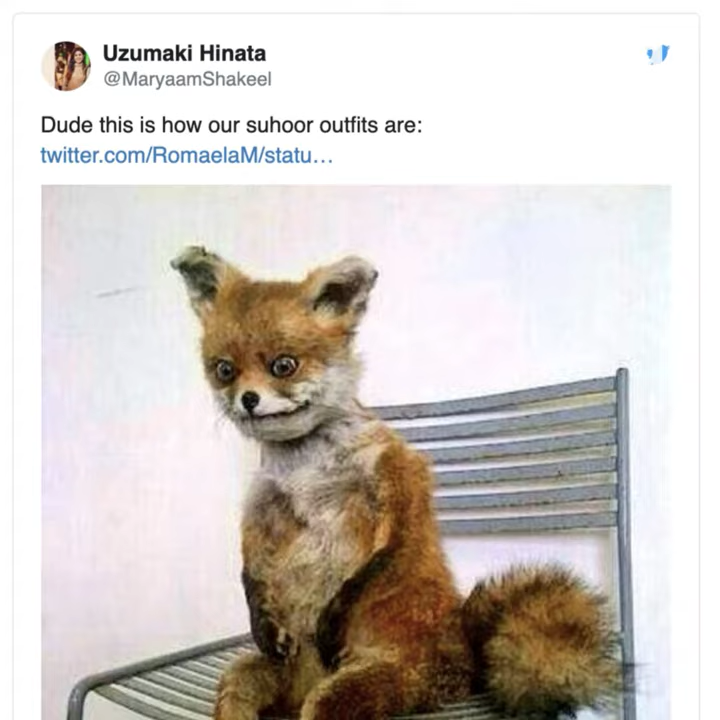 Uzumaki Hinata
@MaryaamShakeel
Dude this is how our suhoor outfits are:
twitter.com/RomaelaM/statu…